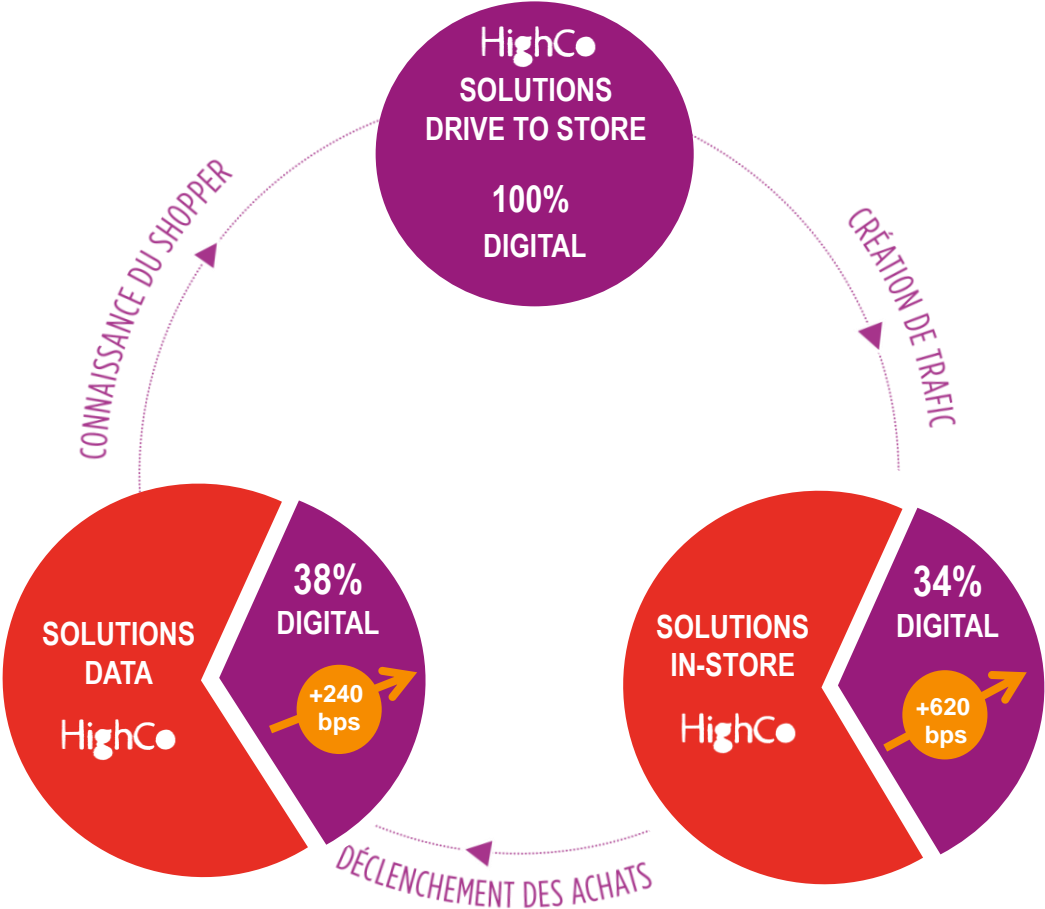 HighCo
SOLUTIONS
DRIVE TO STORE
100%
DIGITAL
CONNAISSANCE DU SHOPPER
CRÉATION DE TRAFIC
SOLUTIONS
DATA
HighCo
38%
DIGITAL
+240
bps
SOLUTIONS
IN-STORE
HighCo
34%
DIGITAL
+620
bps
DÉCLENCHEMENT DES ACHATS